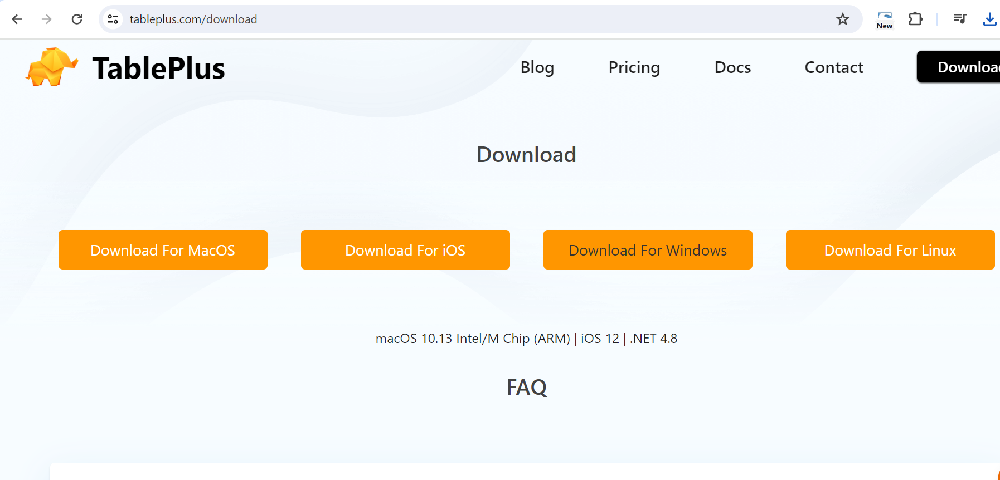 tableplus.com/download
New
TablePlus
Blog Pricing Docs Contact
Download
Download For MacOS Download For iOS Download For Windows Download For Linux
macOS 10.13 Intel/M Chip (ARM) | iOS 12 | .NET 4.8
FAQ